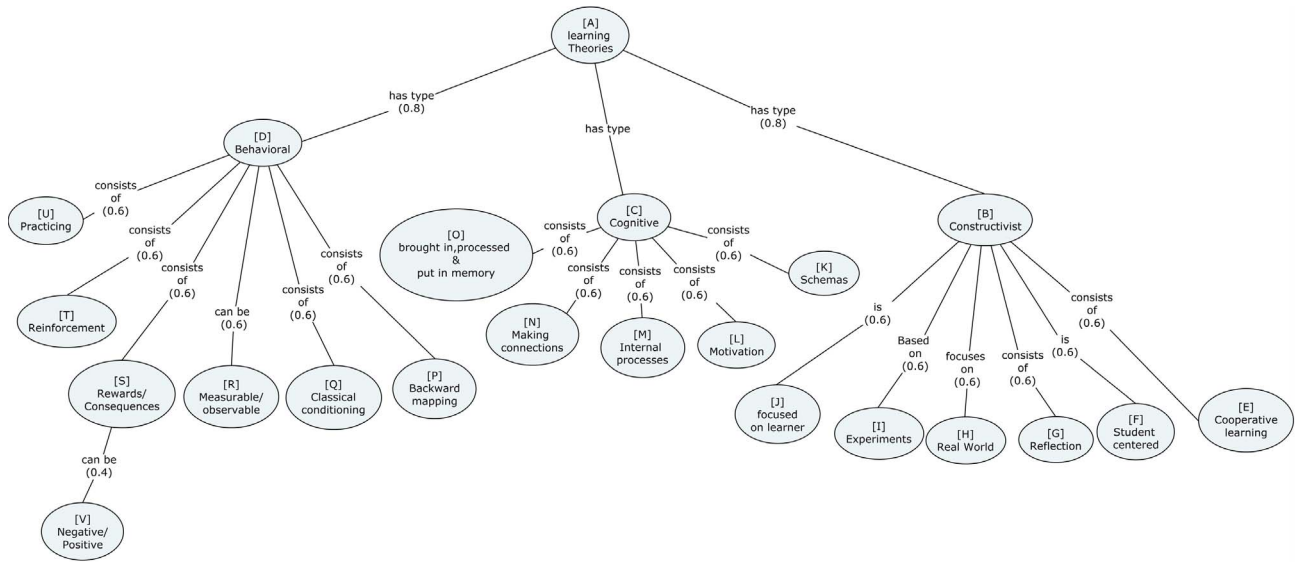 [A]
learning
Theories
has type
(0.8)
has type
has type
(0.8)
[D]
Behavioral
[C]
Cognitive
[B]
Constructivist
consists
of
(0.6)
[U]
Practicing
consists
of
(0.6)
[T]
Reinforcement
consists
of
(0.6)
[S]
Rewards/
Consequences
can be
(0.4)
[V]
Negative/
Positive
can be
(0.6)
[R]
Measurable/
observable
consists
of
(0.6)
[Q]
Classical
conditioning
consists
of
(0.6)
[P]
Backward
mapping
consists
of
(0.6)
[O]
brought in,processed
&
put in memory
consists
of
(0.6)
[N]
Making
connections
consists
of
(0.6)
[M]
Internal
processes
consists
of
(0.6)
[L]
Motivation
consists
of
(0.6)
[K]
Schemas
is
(0.6)
[J]
focused
on learner
Based
on
(0.6)
[I]
Experiments
focuses
on
(0.6)
[H]
Real World
consists
of
(0.6)
[G]
Reflection
is
(0.6)
[F]
Student
centered
consists
of
(0.6)
[E]
Cooperative
learning